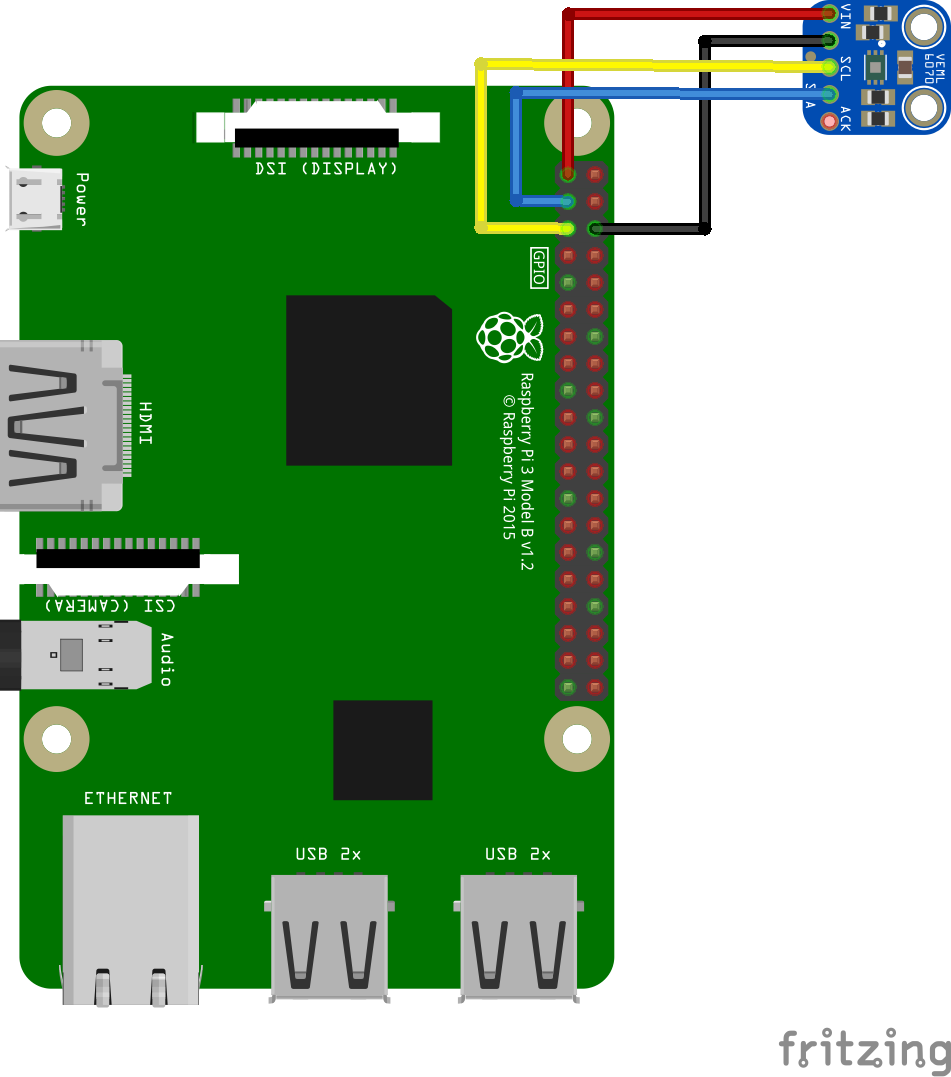 VIN
SCL
ACK
VEML
6070
DSI (DISPLAY)
Power
GPIO
Raspberry Pi 3 Model B v1.2
© Raspberry Pi 2015
HDMI
CSI (CAMERA)
Audio
ETHERNET
USB 2x
USB 2x
fritzing